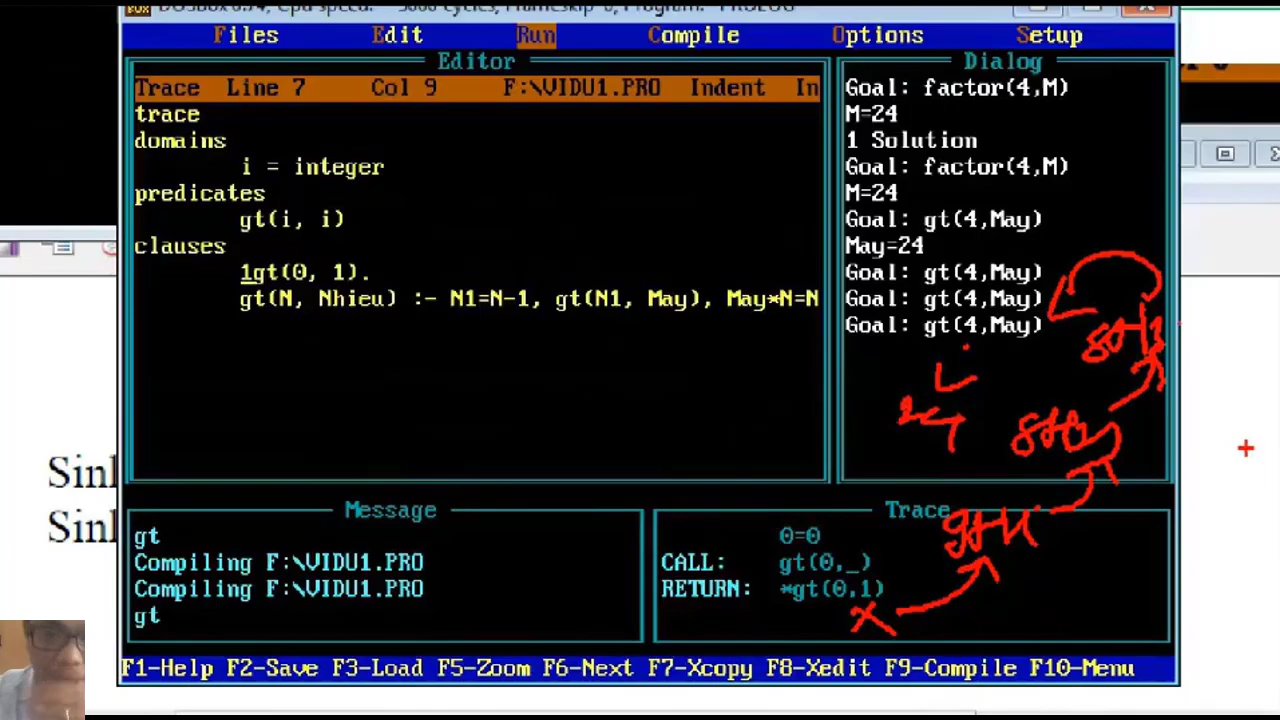 Files Edit Run Compile Options Setup
Editor
Trace Line 7 Col 9 F:\VIDU1.PRO Indent In
trace
domains
i = integer
predicates
gt(i, i)
clauses
1gt(0, 1).
gt(N, Nhieu) :- N1=N-1, gt(N1, May), May*N=N
Dialog
Goal: factor(4,M)
M=24
1 Solution
Goal: factor(4,M)
M=24
Goal: gt(4,May)
May=24
Goal: gt(4,May)
Goal: gt(4,May)
Goal: gt(4,May)
24
Sinh
Sinh
Message
gt
Compiling F:\VIDU1.PRO
Compiling F:\VIDU1.PRO
gt
Trace
0=0
CALL: gt(0,_)
RETURN: *gt(0,1)
F1-Help F2-Save F3-Load F5-Zoom F6-Next F7-Xcopy F8-Xedit F9-Compile F10-Menu